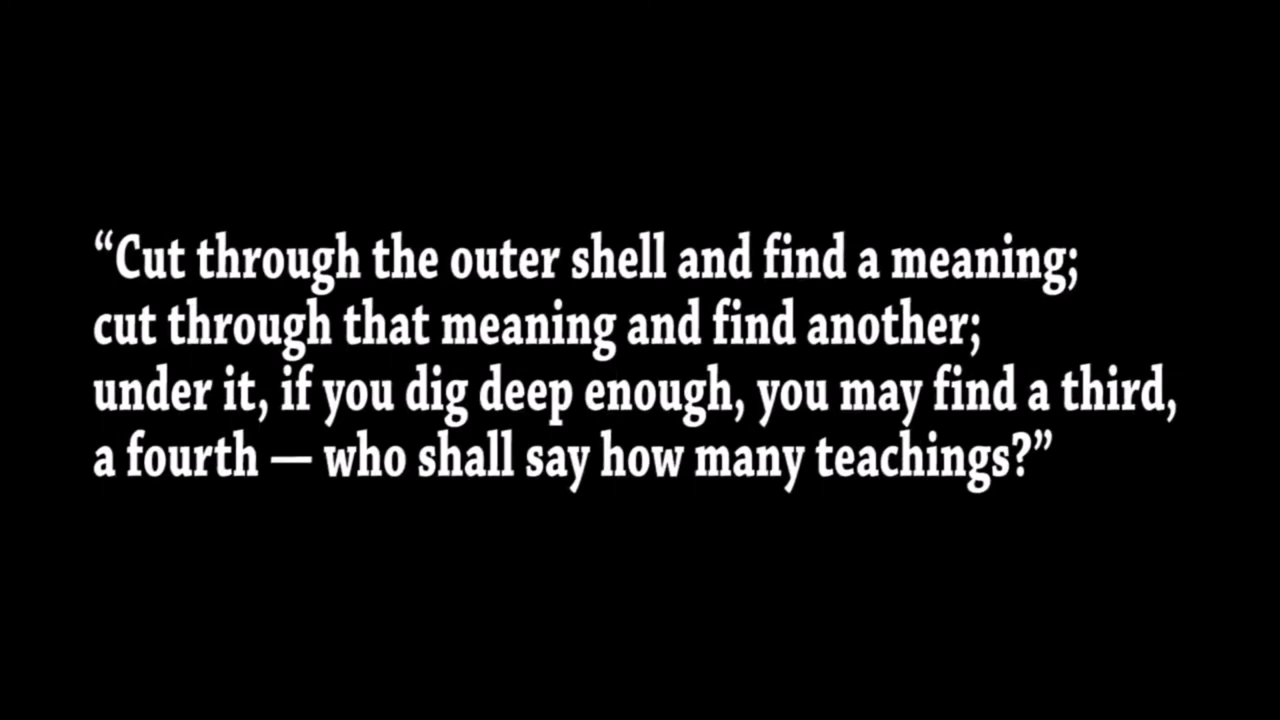 “Cut through the outer shell and find a meaning;
cut through that meaning and find another;
under it, if you dig deep enough, you may find a third,
a fourth — who shall say how many teachings?”